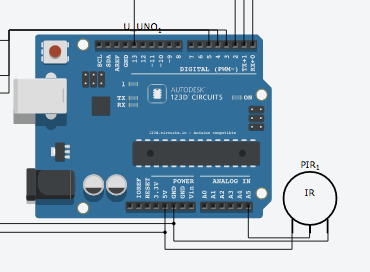 U_UNO1
SCL SDA AREF GND 13 12 ~11 ~10 ~9 8 7 ~6 ~5 4 ~3 2 TX→1 RX←0
DIGITAL (PWM~)
L
TX
RX
AUTODESK
123D CIRCUITS
ON
123D.circuits.io - Arduino compatible
POWER ANALOG IN
IOREF RESET 3.3V 5V GND GND Vin A0 A1 A2 A3 A4 A5
PIR1
IR